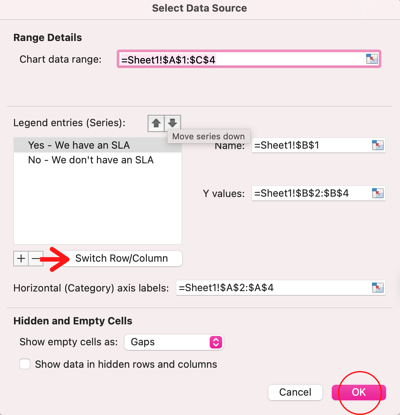 Select Data Source
Range Details
Chart data range: =Sheet1!$A$1:$C$4
Legend entries (Series):
Move series down
Yes - We have an SLA
No - We don't have an SLA
Name: =Sheet1!$B$1
Y values: =Sheet1!$B$2:$B$4
+ − Switch Row/Column
Horizontal (Category) axis labels: =Sheet1!$A$2:$A$4
Hidden and Empty Cells
Show empty cells as: Gaps
Show data in hidden rows and columns
Cancel OK